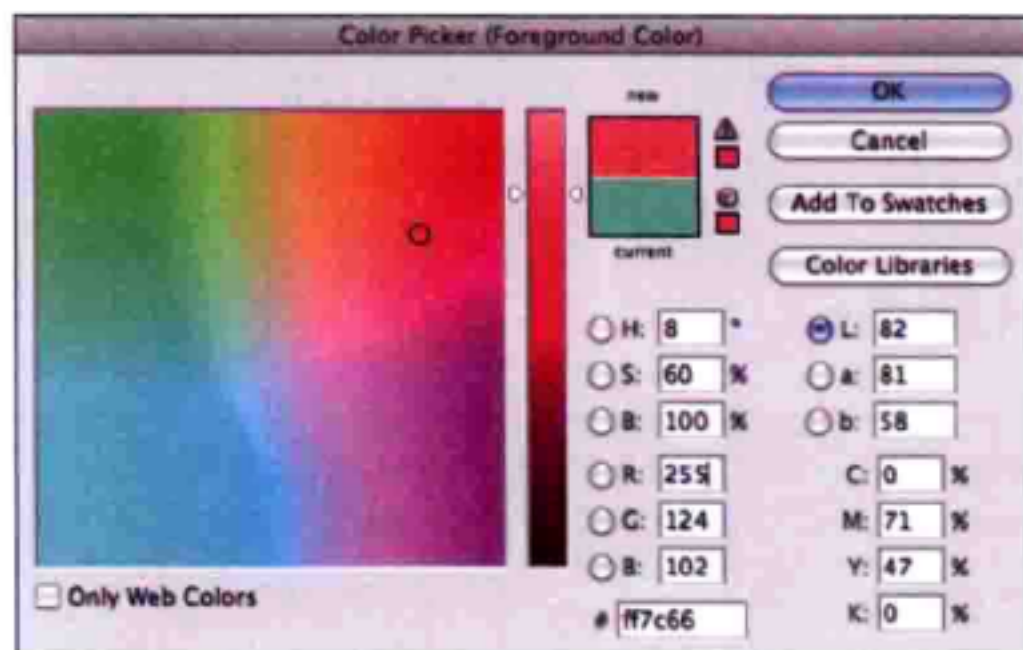 Color Picker (Foreground Color)
new
current
OK
Cancel
Add To Swatches
Color Libraries
H: 8 °
S: 60 %
B: 100 %
R: 255
G: 124
B: 102
# ff7c66
L: 82
a: 81
b: 58
C: 0 %
M: 71 %
Y: 47 %
K: 0 %
Only Web Colors